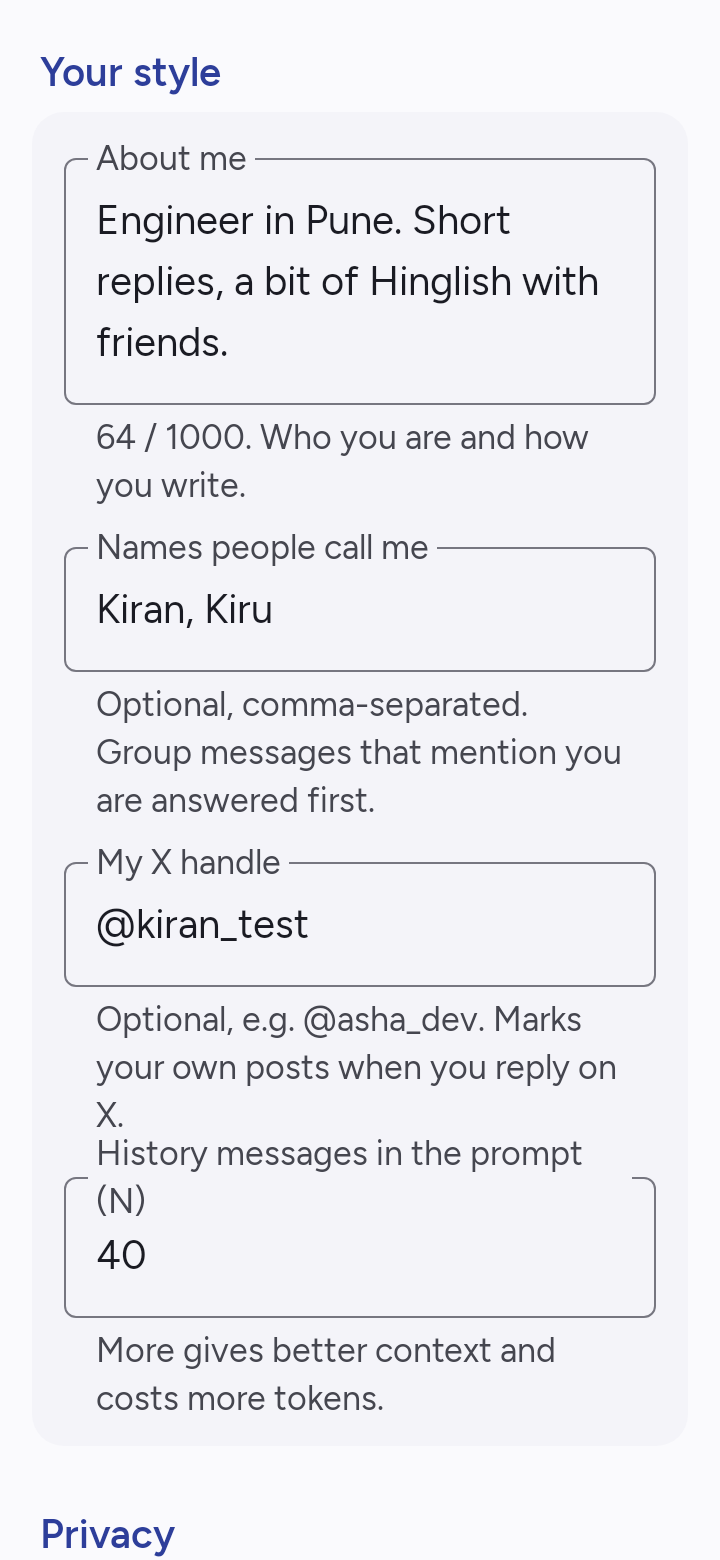 Your style
About me
Engineer in Pune. Short
replies, a bit of Hinglish with
friends.
64 / 1000. Who you are and how
you write.
Names people call me
Kiran, Kiru
Optional, comma-separated.
Group messages that mention you
are answered first.
My X handle
@kiran_test
Optional, e.g. @asha_dev. Marks
your own posts when you reply on
X.
History messages in the prompt
(N)
40
More gives better context and
costs more tokens.
Privacy